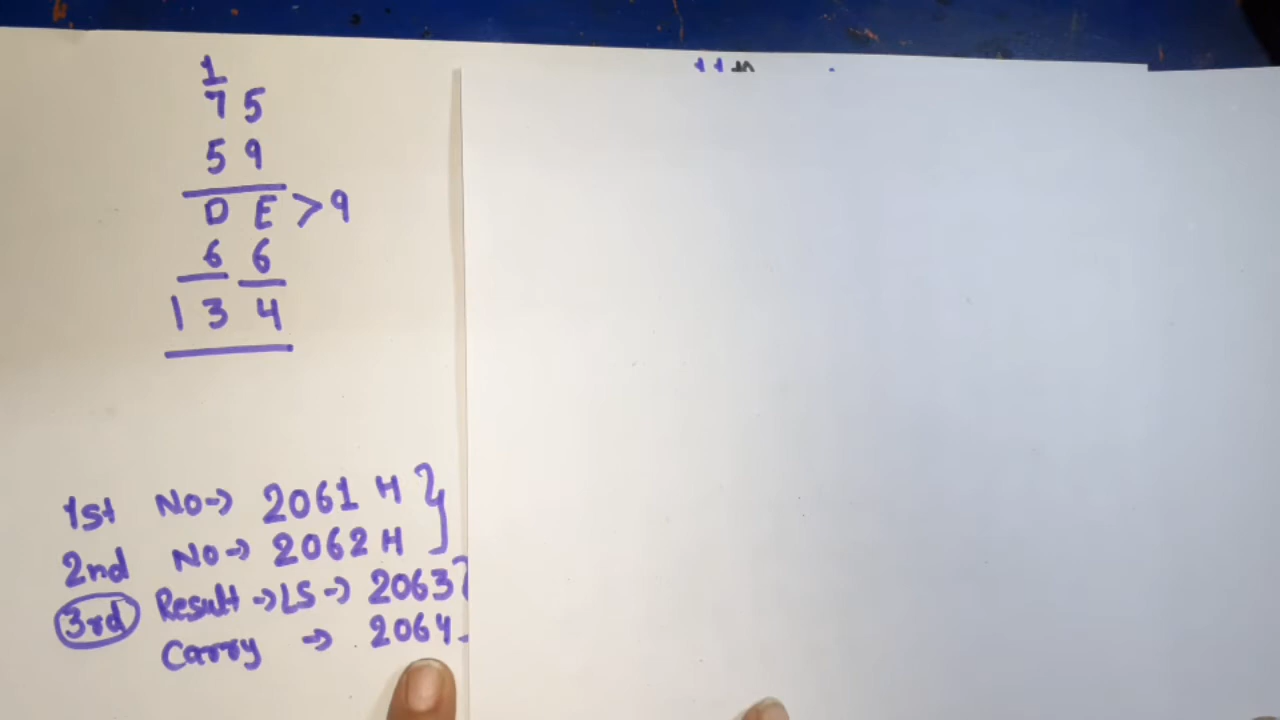 1
7 5
5 9
D E > 9
6 6
1 3 4
1st No→ 2061 H
2nd No→ 2062 H
3rd Result → LS → 2063
Carry → 2064